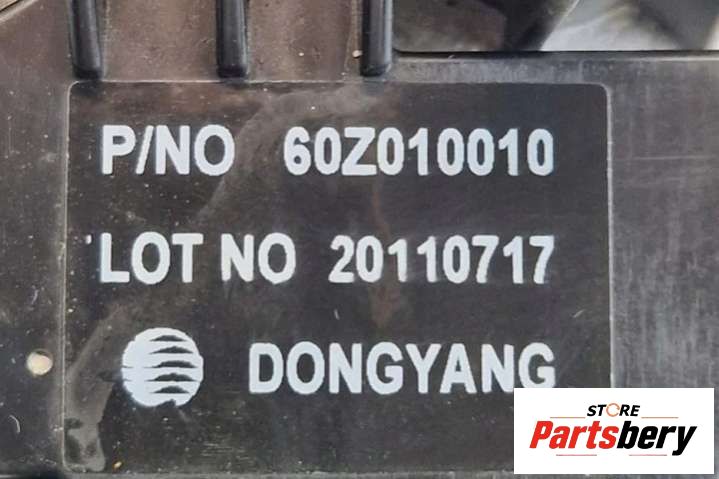 P/NO 60Z010010
LOT NO 20110717
DONGYANG
STORE
Partsbery